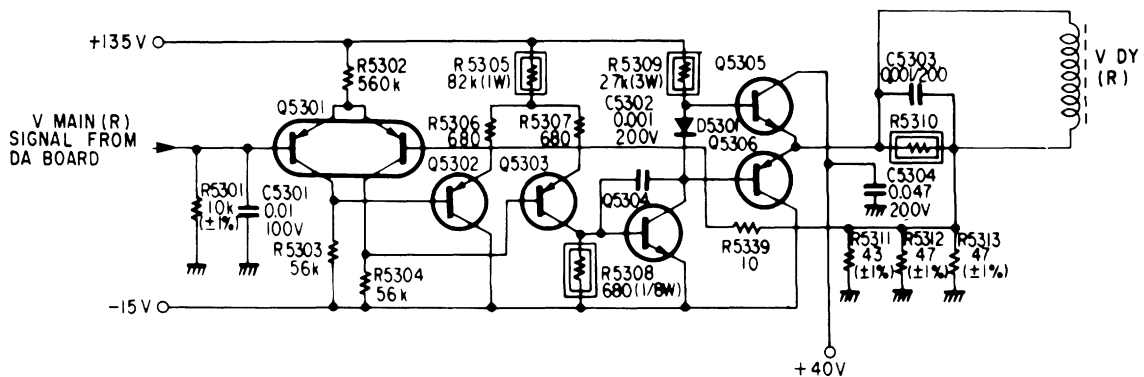 +135V
R5302
560k
R5305
82k(1W)
R5309
27k(3W)
Q5305
C5303
0.001/200
V DY
(R)
Q5301
V MAIN(R)
SIGNAL FROM
DA BOARD
R5306
680
R5307
680
C5302
0.001
200V
D5301
Q5306
R5310
Q5302
Q5303
Q5304
C5304
0.047
200V
R5301
10k
(±1%)
C5301
0.01
100V
R5303
56k
R5304
56k
R5308
680(1/8W)
R5339
10
R5311
43
(±1%)
R5312
47
(±1%)
R5313
47
(±1%)
-15V
+40V